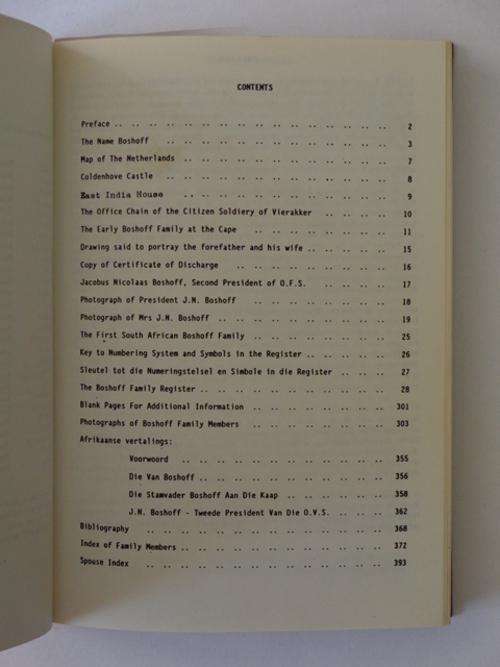 CONTENTS
Preface .. .. .. .. .. .. .. .. .. .. .. .. .. .. .. .. 2
The Name Boshoff .. .. .. .. .. .. .. .. .. .. .. .. .. 3
Map of The Netherlands .. .. .. .. .. .. .. .. .. .. .. .. 7
Coldenhove Castle .. .. .. .. .. .. .. .. .. .. .. .. .. 8
East India House .. .. .. .. .. .. .. .. .. .. .. .. 9
The Office Chain of the Citizen Soldiery of Vierakker .. .. .. .. 10
The Early Boshoff Family at the Cape .. .. .. .. .. .. .. .. 11
Drawing said to portray the forefather and his wife .. .. .. .. .. 15
Copy of Certificate of Discharge .. .. .. .. .. .. .. .. .. 16
Jacobus Nicolaas Boshoff, Second President of O.F.S. .. .. .. .. 17
Photograph of President J.N. Boshoff .. .. .. .. .. .. .. .. 18
Photograph of Mrs J.N. Boshoff .. .. .. .. .. .. .. .. .. .. 19
The First South African Boshoff Family .. .. .. .. .. .. .. .. 25
Key to Numbering System and Symbols in the Register .. .. .. .. .. 26
Sleutel tot die Numeringstelsel en Simbole in die Register .. .. .. 27
The Boshoff Family Register .. .. .. .. .. .. .. .. .. .. .. 28
Blank Pages For Additional Information .. .. .. .. .. .. .. .. 301
Photographs of Boshoff Family Members .. .. .. .. .. .. .. .. 303
Afrikaanse vertalings:
Voorwoord .. .. .. .. .. .. .. .. .. .. .. .. 355
Die Van Boshoff .. .. .. .. .. .. .. .. .. .. .. 356
Die Stamvader Boshoff Aan Die Kaap .. .. .. .. .. .. 358
J.N. Boshoff - Tweede President Van Die O.V.S. .. .. .. 362
Bibliography .. .. .. .. .. .. .. .. .. .. .. .. .. .. 368
Index of Family Members .. .. .. .. .. .. .. .. .. .. .. .. 372
Spouse Index .. .. .. .. .. .. .. .. .. .. .. .. .. .. 393